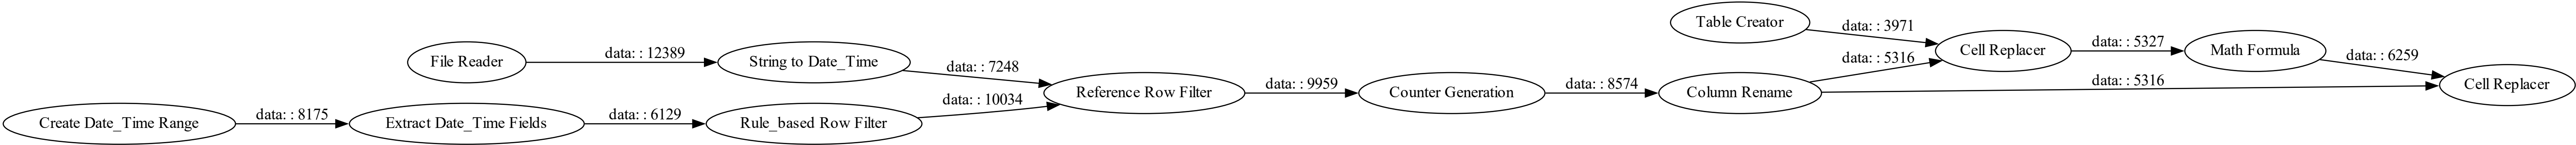 Table Creator
data: : 3971
File Reader
data: : 12389
String to Date_Time
data: : 7248
Cell Replacer
data: : 5327
Math Formula
data: : 6259
data: : 5316
Reference Row Filter
data: : 9959
Counter Generation
data: : 8574
Column Rename
data: : 5316
Cell Replacer
data: : 10034
Create Date_Time Range
data: : 8175
Extract Date_Time Fields
data: : 6129
Rule_based Row Filter